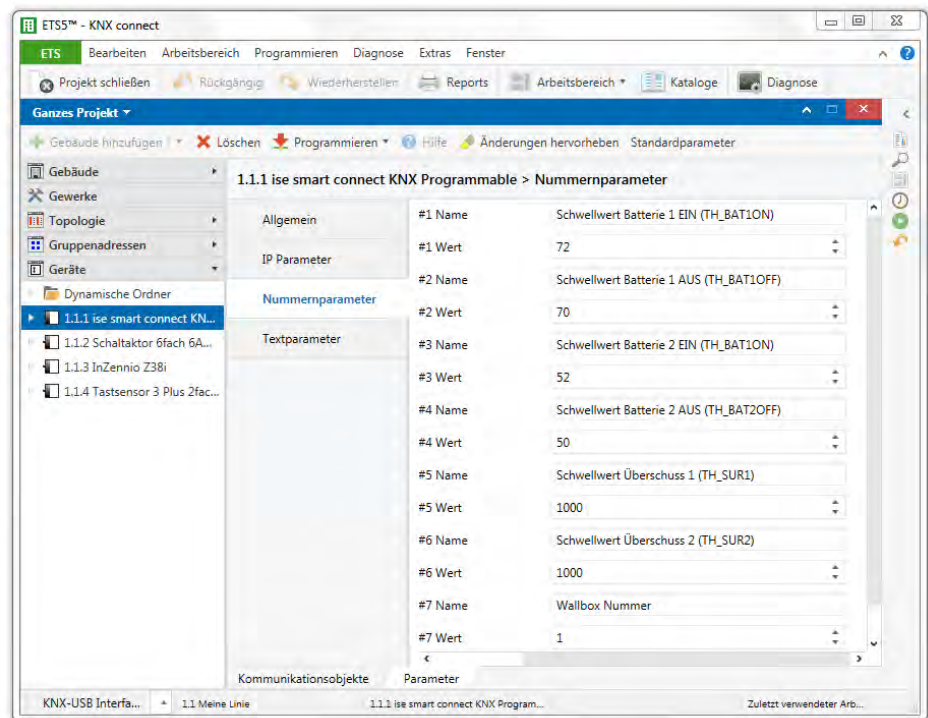 ETS5™ - KNX connect
ETS Bearbeiten Arbeitsbereich Programmieren Diagnose Extras Fenster
Projekt schließen Rückgängig Wiederherstellen Reports Arbeitsbereich Kataloge Diagnose
Ganzes Projekt
Gebäude hinzufügen Löschen Programmieren Hilfe Änderungen hervorheben Standardparameter
Gebäude
Gewerke
Topologie
Gruppenadressen
Geräte
Dynamische Ordner
1.1.1 ise smart connect KN...
1.1.2 Schaltaktor 6fach 6A...
1.1.3 InZennio Z38i
1.1.4 Tastsensor 3 Plus 2fac...
1.1.1 ise smart connect KNX Programmable > Nummernparameter
Allgemein
IP Parameter
Nummernparameter
Textparameter
#1 Name Schwellwert Batterie 1 EIN (TH_BAT1ON)
#1 Wert 72
#2 Name Schwellwert Batterie 1 AUS (TH_BAT1OFF)
#2 Wert 70
#3 Name Schwellwert Batterie 2 EIN (TH_BAT1ON)
#3 Wert 52
#4 Name Schwellwert Batterie 2 AUS (TH_BAT2OFF)
#4 Wert 50
#5 Name Schwellwert Überschuss 1 (TH_SUR1)
#5 Wert 1000
#6 Name Schwellwert Überschuss 2 (TH_SUR2)
#6 Wert 1000
#7 Name Wallbox Nummer
#7 Wert 1
Kommunikationsobjekte Parameter
KNX-USB Interfa... 1.1 Meine Linie 1.1.1 ise smart connect KNX Program... Zuletzt verwendeter Arb...